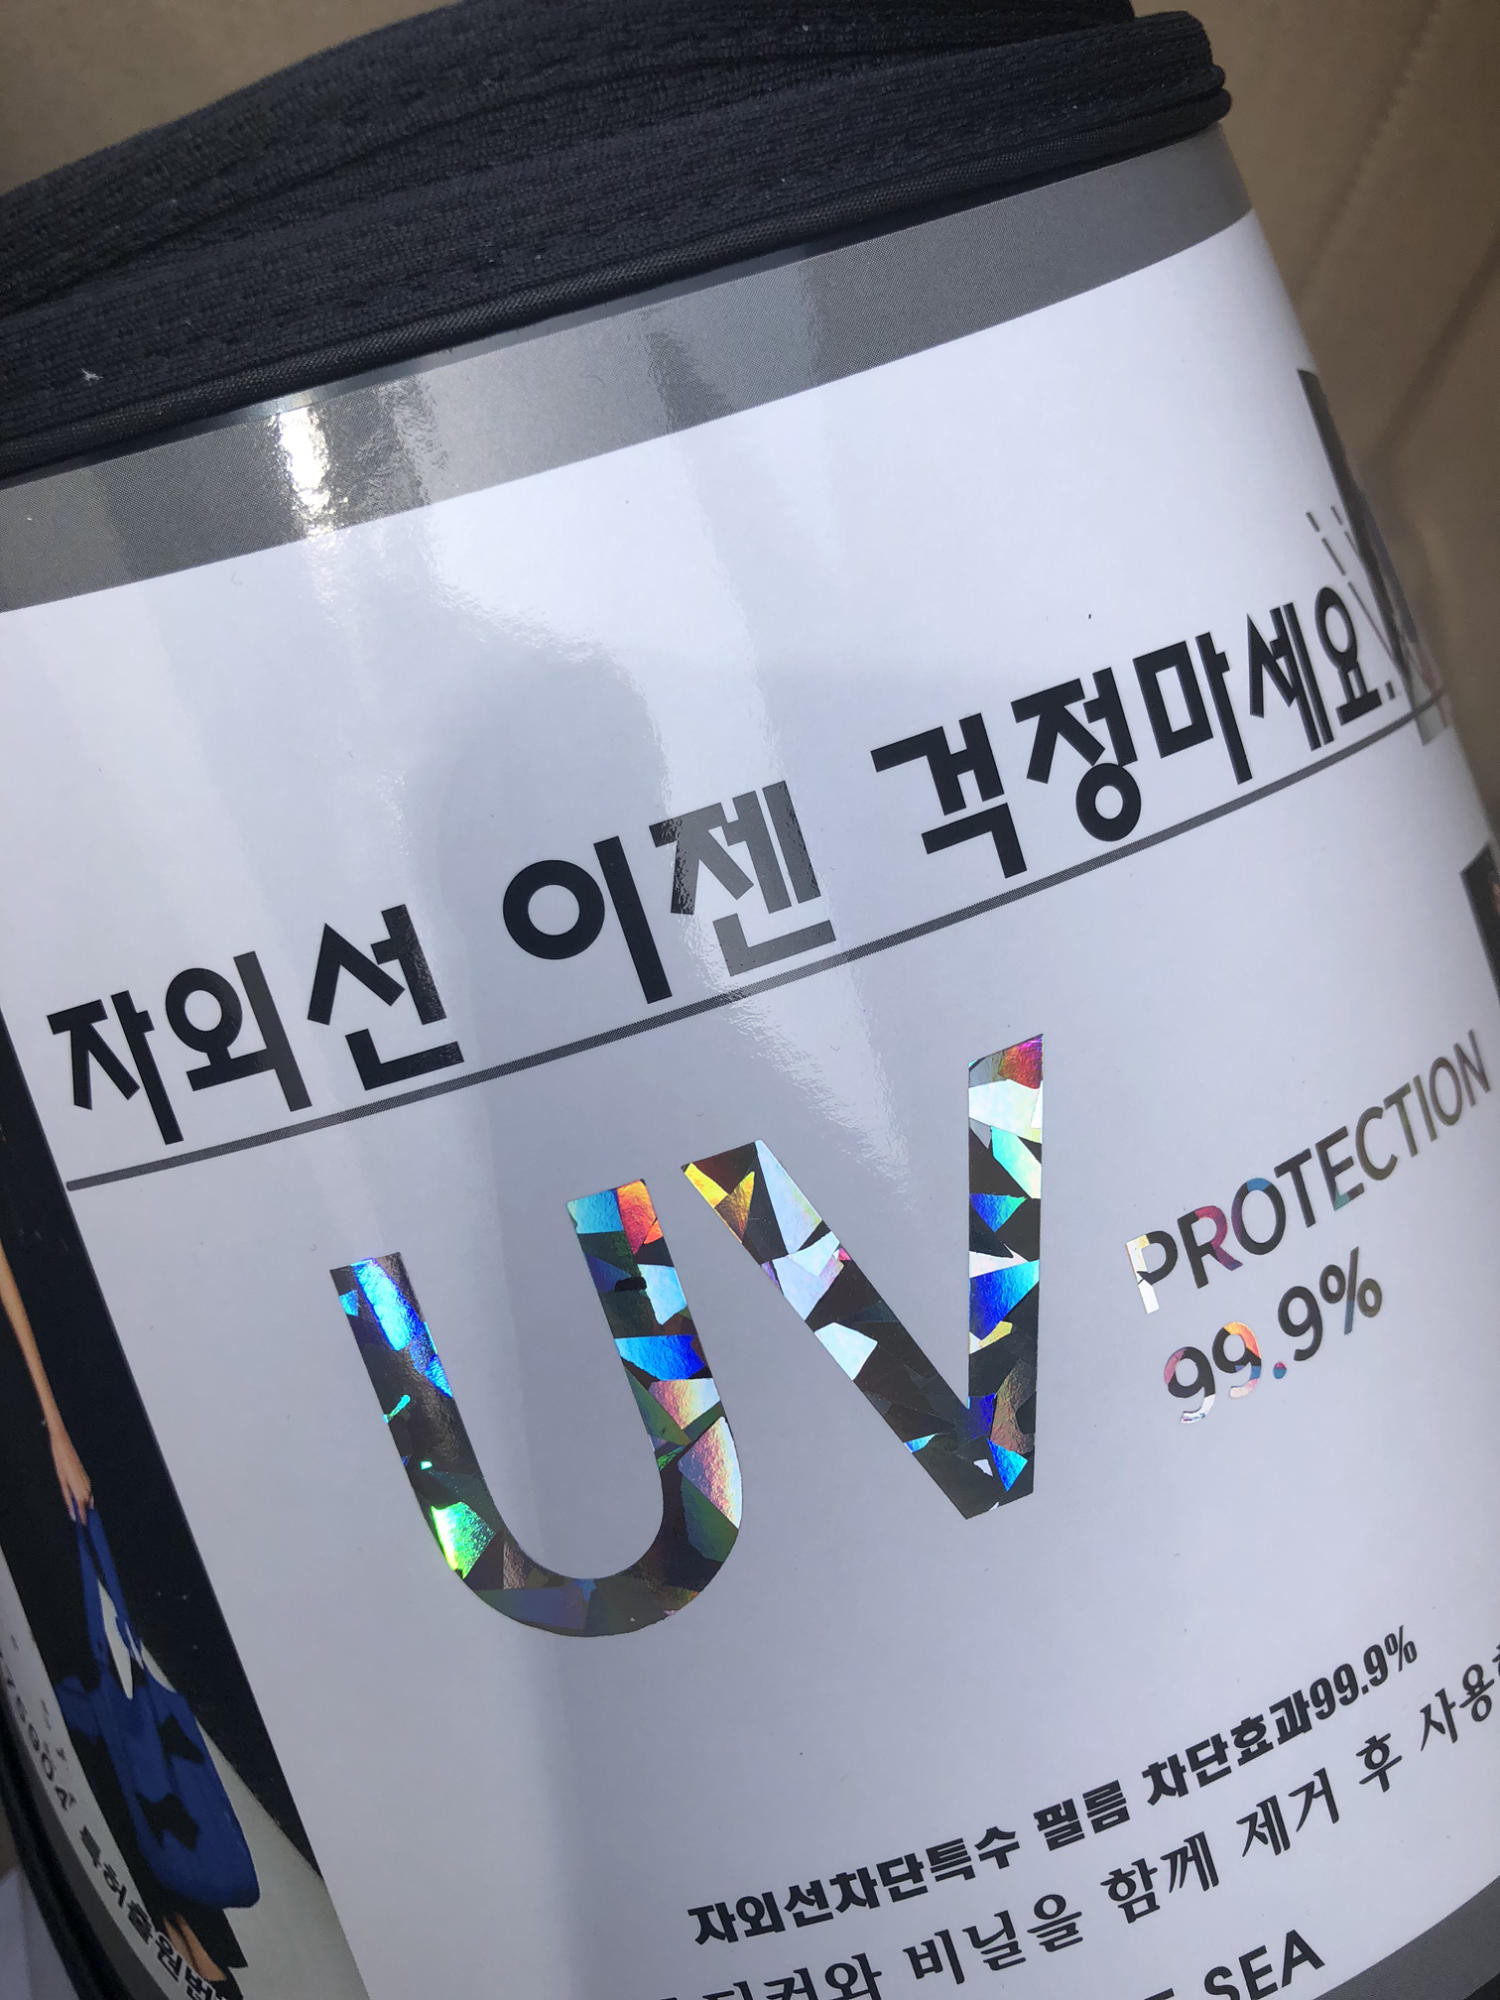 자외선 이젠 걱정마세요.
UV
PROTECTION
99.9%
자외선차단특수 필름 차단효과99.9%
비닐을 함께 제거 후
SEA